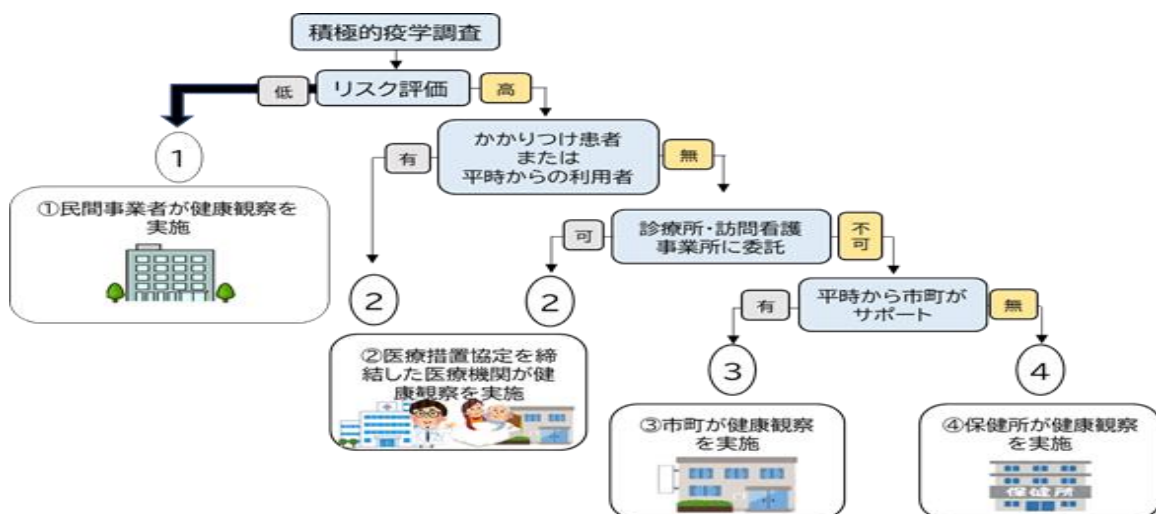 積極的疫学調査
低
リスク評価
高
有
かかりつけ患者
または
平時からの利用者
無
1
①民間事業者が健康観察を
実施
可
診療所・訪問看護
事業所に委託
不
可
2
2
有
平時から市町が
サポート
無
②医療措置協定を締
結した医療機関が健
康観察を実施
3
4
③市町が健康観察
を実施
④保健所が健康観察
を実施
保健所